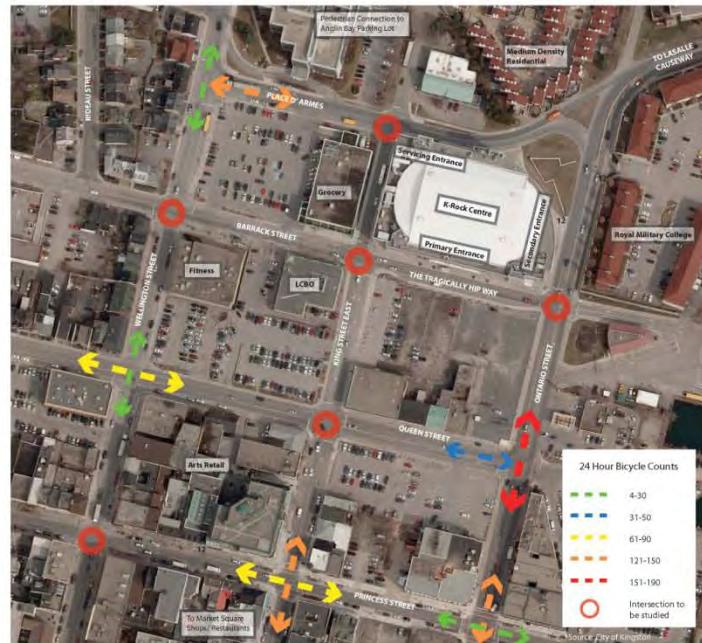 Pedestrian Connection to
Anglin Bay Parking Lot
Medium Density
Residential
TO LASALLE
CAUSEWAY
RIDEAU STREET
PLACE D' ARMES
Servicing Entrance
Grocery
K-Rock Centre
Secondary Entrance
12
Royal Military College
Primary Entrance
BARRACK STREET
THE TRAGICALLY HIP WAY
Fitness
LCBO
WELLINGTON STREET
KING STREET EAST
ONTARIO STREET
QUEEN STREET
Arts Retail
12
PRINCESS STREET
To Market Square
Shops/ Restaurants
24 Hour Bicycle Counts
4-30
31-50
61-90
121-150
151-190
Intersection to
be studied
Source: City of Kingston